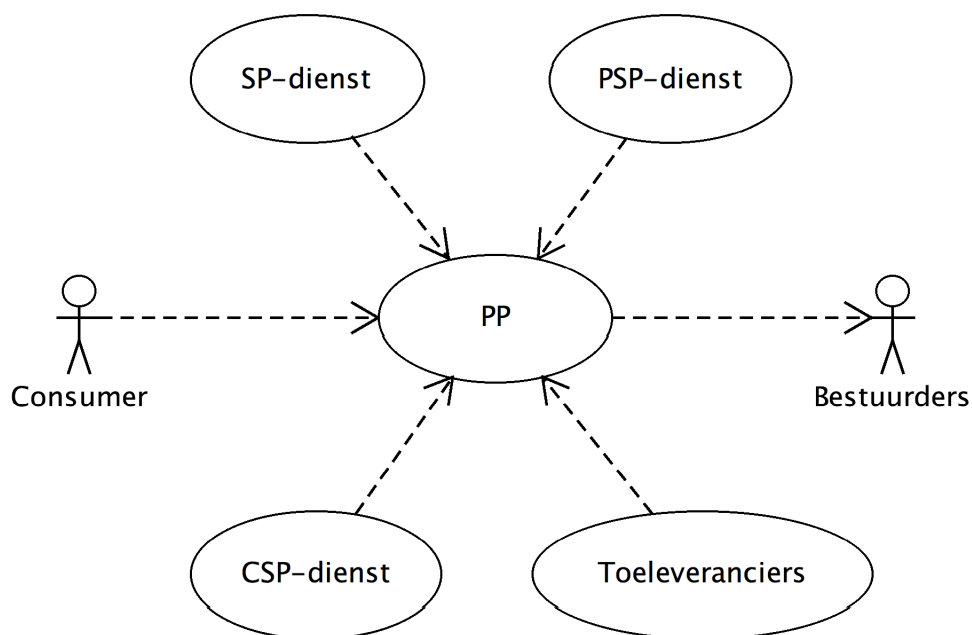 SP-dienst
PSP-dienst
PP
Consumer
Bestuurders
CSP-dienst
Toeleveranciers